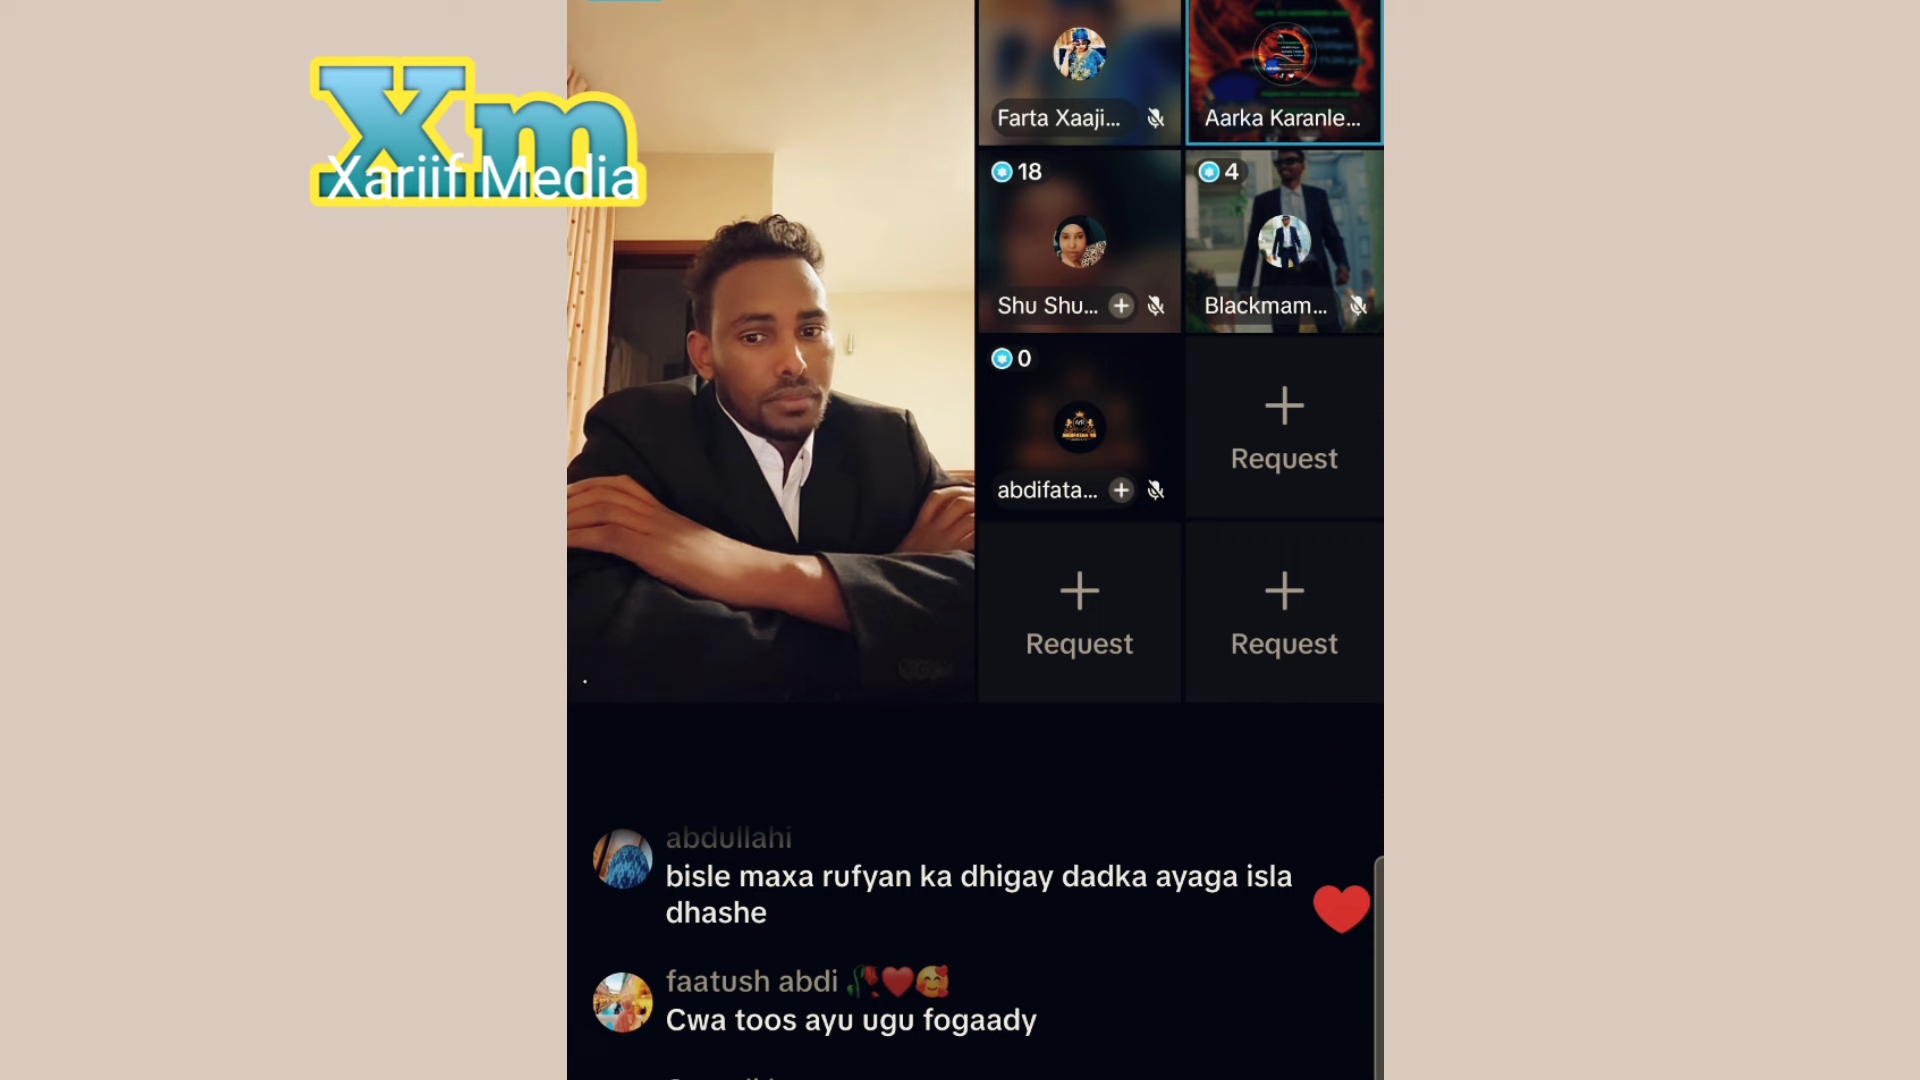 Xm
Xariif Media
Farta Xaaji...
Aarka Karanle...
18
4
Shu Shu...
Blackmam...
0
abdifata...
Request
Request
Request
abdullahi
bisle maxa rufyan ka dhigay dadka ayaga isla
dhashe
faatush abdi 🥀❤️🥰
Cwa toos ayu ugu fogaady